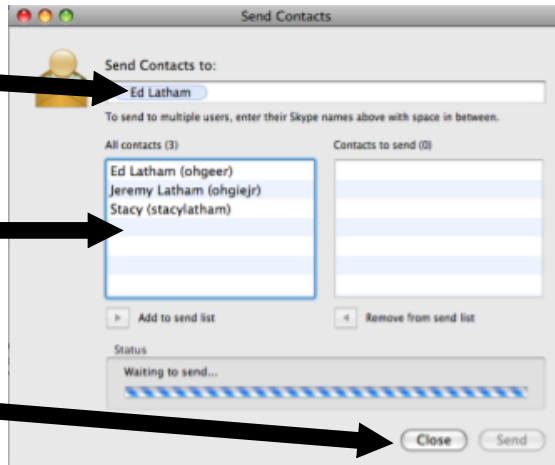 Send Contacts
Send Contacts to:
Ed Latham
To send to multiple users, enter their Skype names above with space in between.
All contacts (3)
Contacts to send (0)
Ed Latham (ohgeer)
Jeremy Latham (ohgiejr)
Stacy (stacylatham)
Add to send list
Remove from send list
Status
Waiting to send...
Close
Send